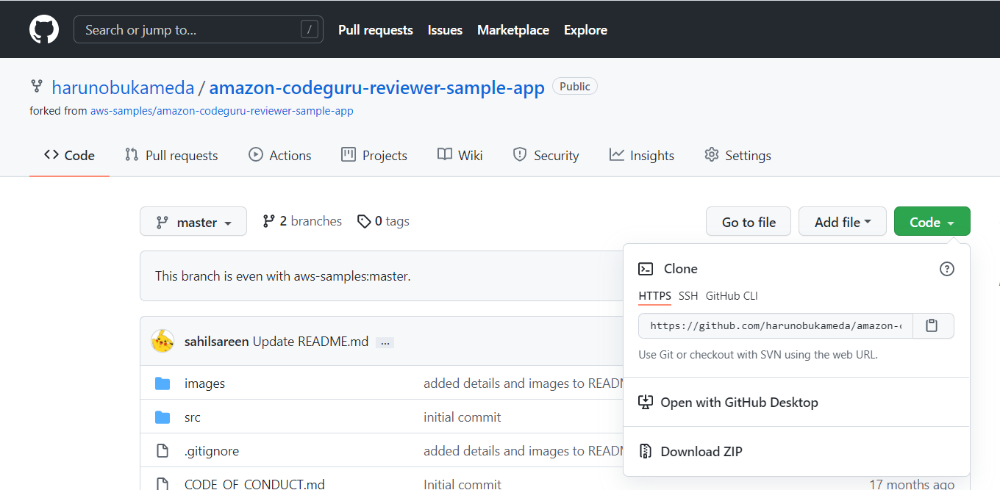 Search or jump to... /
Pull requests Issues Marketplace Explore
harunobukameda / amazon-codeguru-reviewer-sample-app Public
forked from aws-samples/amazon-codeguru-reviewer-sample-app
Code Pull requests Actions Projects Wiki Security Insights Settings
master 2 branches 0 tags Go to file Add file Code
This branch is even with aws-samples:master.
Clone
HTTPS SSH GitHub CLI
https://github.com/harunobukameda/amazon-c
Use Git or checkout with SVN using the web URL.
Open with GitHub Desktop
Download ZIP
sahilsareen Update README.md ...
images added details and images to READM
src initial commit
.gitignore added details and images to READM
CODE_OF_CONDUCT.md Initial commit 17 months ago